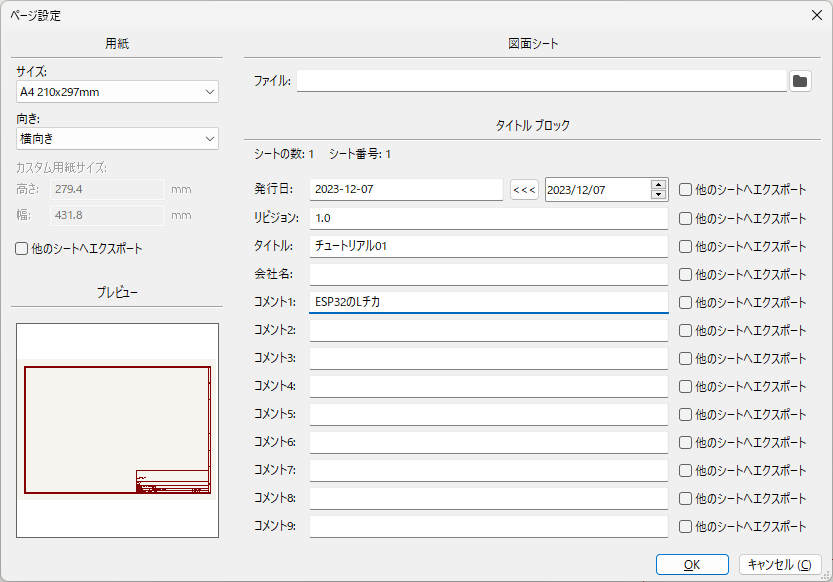 ページ設定
用紙
サイズ:
A4 210x297mm
向き:
横向き
カスタム用紙サイズ:
高さ: 279.4 mm
幅: 431.8 mm
他のシートへエクスポート
プレビュー
図面シート
ファイル:
タイトル ブロック
シートの数: 1 シート番号: 1
発行日: 2023-12-07 <<< 2023/12/07 他のシートへエクスポート
リビジョン: 1.0 他のシートへエクスポート
タイトル: チュートリアル01 他のシートへエクスポート
会社名: 他のシートへエクスポート
コメント1: ESP32のLチカ 他のシートへエクスポート
コメント2: 他のシートへエクスポート
コメント3: 他のシートへエクスポート
コメント4: 他のシートへエクスポート
コメント5: 他のシートへエクスポート
コメント6: 他のシートへエクスポート
コメント7: 他のシートへエクスポート
コメント8: 他のシートへエクスポート
コメント9: 他のシートへエクスポート
OK キャンセル (C)